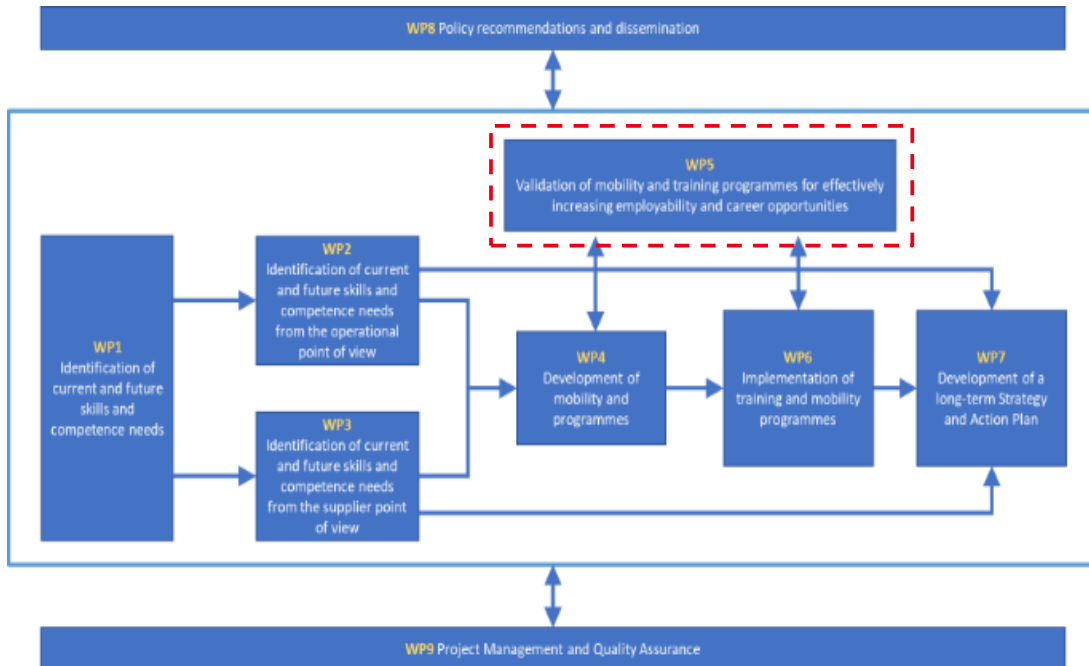 WP8 Policy recommendations and dissemination
WP5
Validation of mobility and training programmes for effectively
increasing employability and career opportunities
WP1
Identification of
current and future
skills and
competence needs
WP2
Identification of current
and future skills and
competence needs
from the operational
point of view
WP3
Identification of current
and future skills and
competence needs
from the supplier point
of view
WP4
Development of
mobility and
programmes
WP6
Implementation of
training and mobility
programmes
WP7
Development of a
long-term Strategy
and Action Plan
WP9 Project Management and Quality Assurance